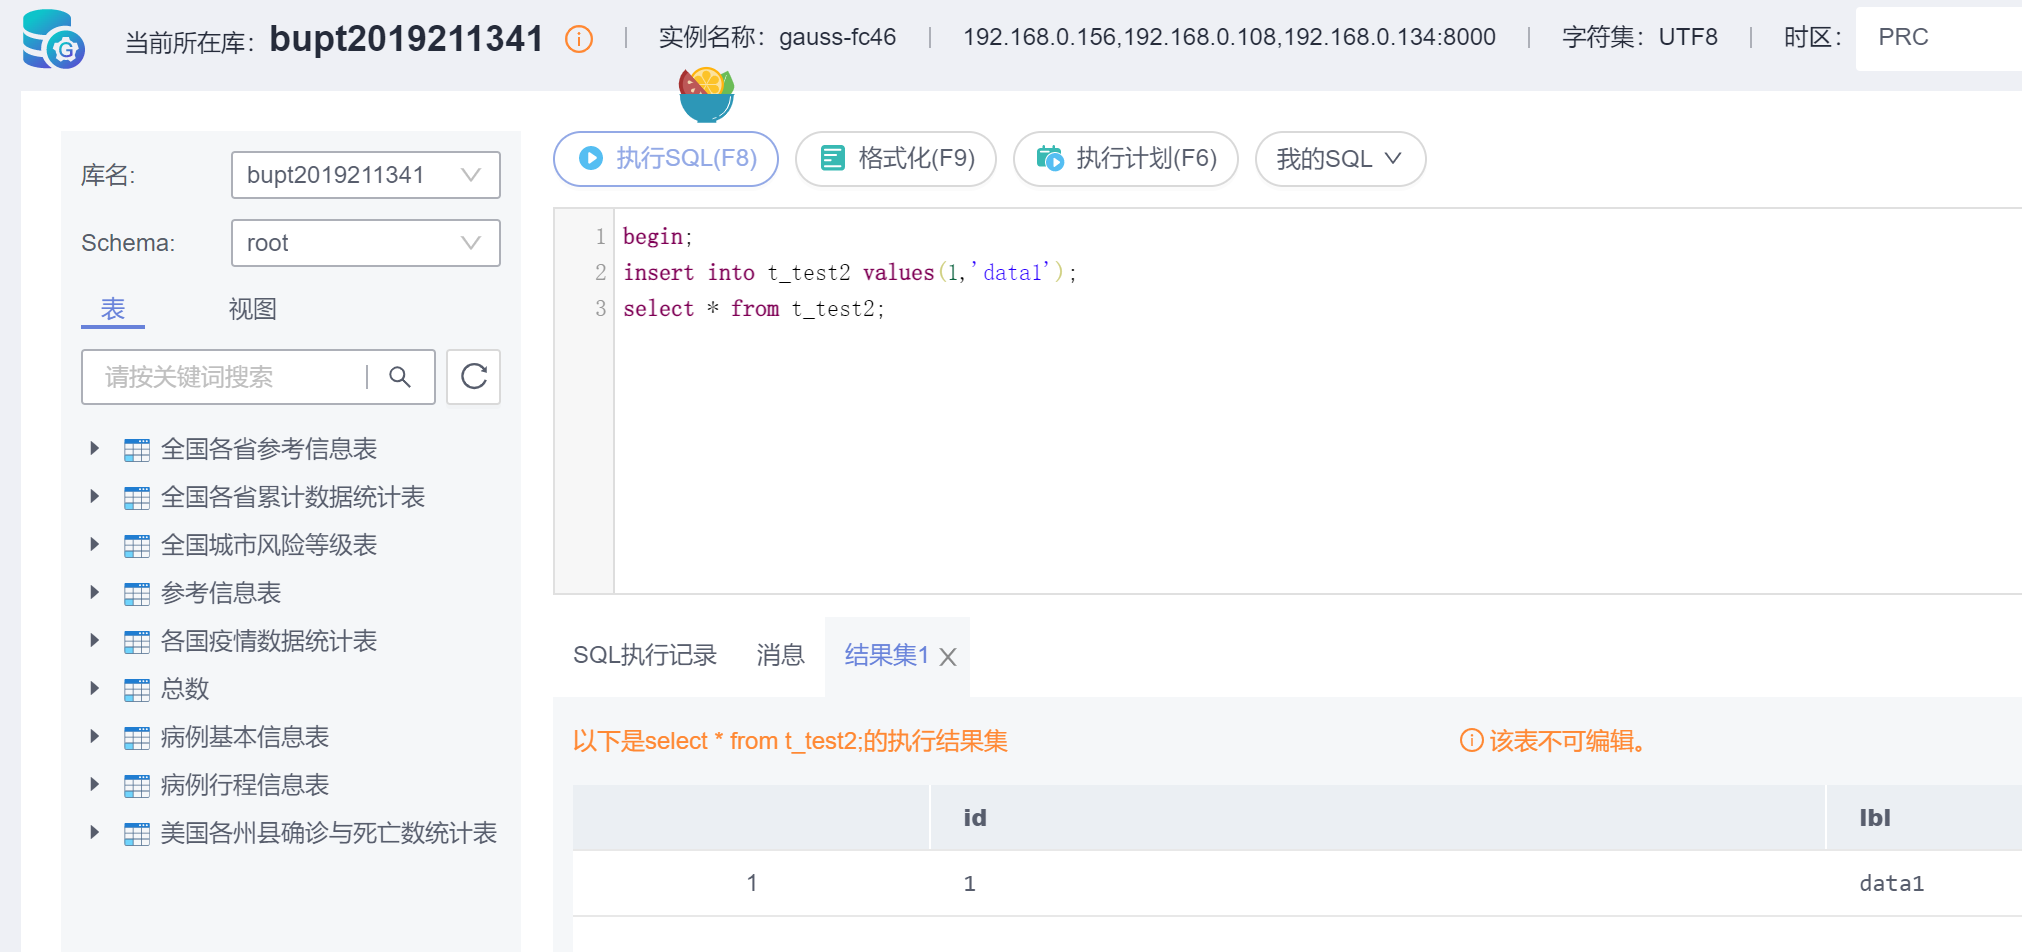 当前所在库: bupt2019211341 实例名称: gauss-fc46 192.168.0.156,192.168.0.108,192.168.0.134:8000 字符集: UTF8 时区: PRC
库名: bupt2019211341
Schema: root
表 视图
请按关键词搜索
全国各省参考信息表
全国各省累计数据统计表
全国城市风险等级表
参考信息表
各国疫情数据统计表
总数
病例基本信息表
病例行程信息表
美国各州县确诊与死亡数统计表
执行SQL(F8) 格式化(F9) 执行计划(F6) 我的SQL
1 begin;
2 insert into t_test2 values(1,'data1');
3 select * from t_test2;
SQL执行记录 消息 结果集1
以下是select * from t_test2;的执行结果集 该表不可编辑。
id lbl
1 1 data1